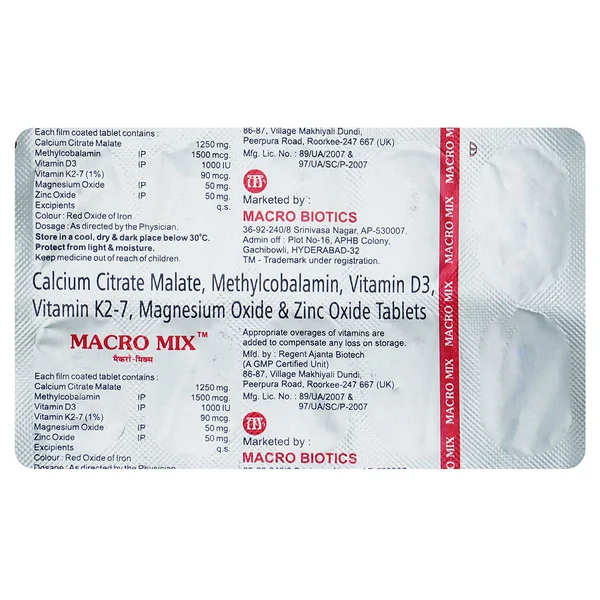 Each film coated tablet contains :
Calcium Citrate Malate 1250 mg.
Methylcobalamin IP 1500 mcg.
Vitamin D3 IP 1000 IU
Vitamin K2-7 (1%) 90 mcg.
Magnesium Oxide IP 50 mg.
Zinc Oxide IP 50 mg.
Excipients q.s.
Colour : Red Oxide of Iron
Dosage : As directed by the Physician.
Store in a cool, dry & dark place below 30°C.
Protect from light & moisture.
Keep medicine out of reach of children.
86-87, Village Makhiyali Dundi,
Peerpura Road, Roorkee-247 667 (UK)
Mfg. Lic. No. : 89/UA/2007 &
97/UA/SC/P-2007
Marketed by :
MACRO BIOTICS
36-92-240/8 Srinivasa Nagar, AP-530007.
Admin off : Plot No-16, APHB Colony,
Gachibowli, HYDERABAD-32
TM - Trademark under registration.
Calcium Citrate Malate, Methylcobalamin, Vitamin D3,
Vitamin K2-7, Magnesium Oxide & Zinc Oxide Tablets
MACRO MIX™
मैकरो-मिक्स
Each film coated tablet contains :
Calcium Citrate Malate 1250 mg.
Methylcobalamin IP 1500 mcg.
Vitamin D3 IP 1000 IU
Vitamin K2-7 (1%) 90 mcg.
Magnesium Oxide IP 50 mg.
Zinc Oxide IP 50 mg.
Excipients q.s.
Colour : Red Oxide of Iron
Dosage : As directed by the Physician
Appropriate overages of vitamins are
added to compensate any loss on storage.
Mfd. by : Regent Ajanta Biotech
(A GMP Certified Unit)
86-87, Village Makhiyali Dundi,
Peerpura Road, Roorkee-247 667 (UK)
Mfg. Lic. No. : 89/UA/2007 &
97/UA/SC/P-2007
Marketed by :
MACRO BIOTICS
MACRO MIX
MACRO MIX
MACRO MIX
MACRO MIX